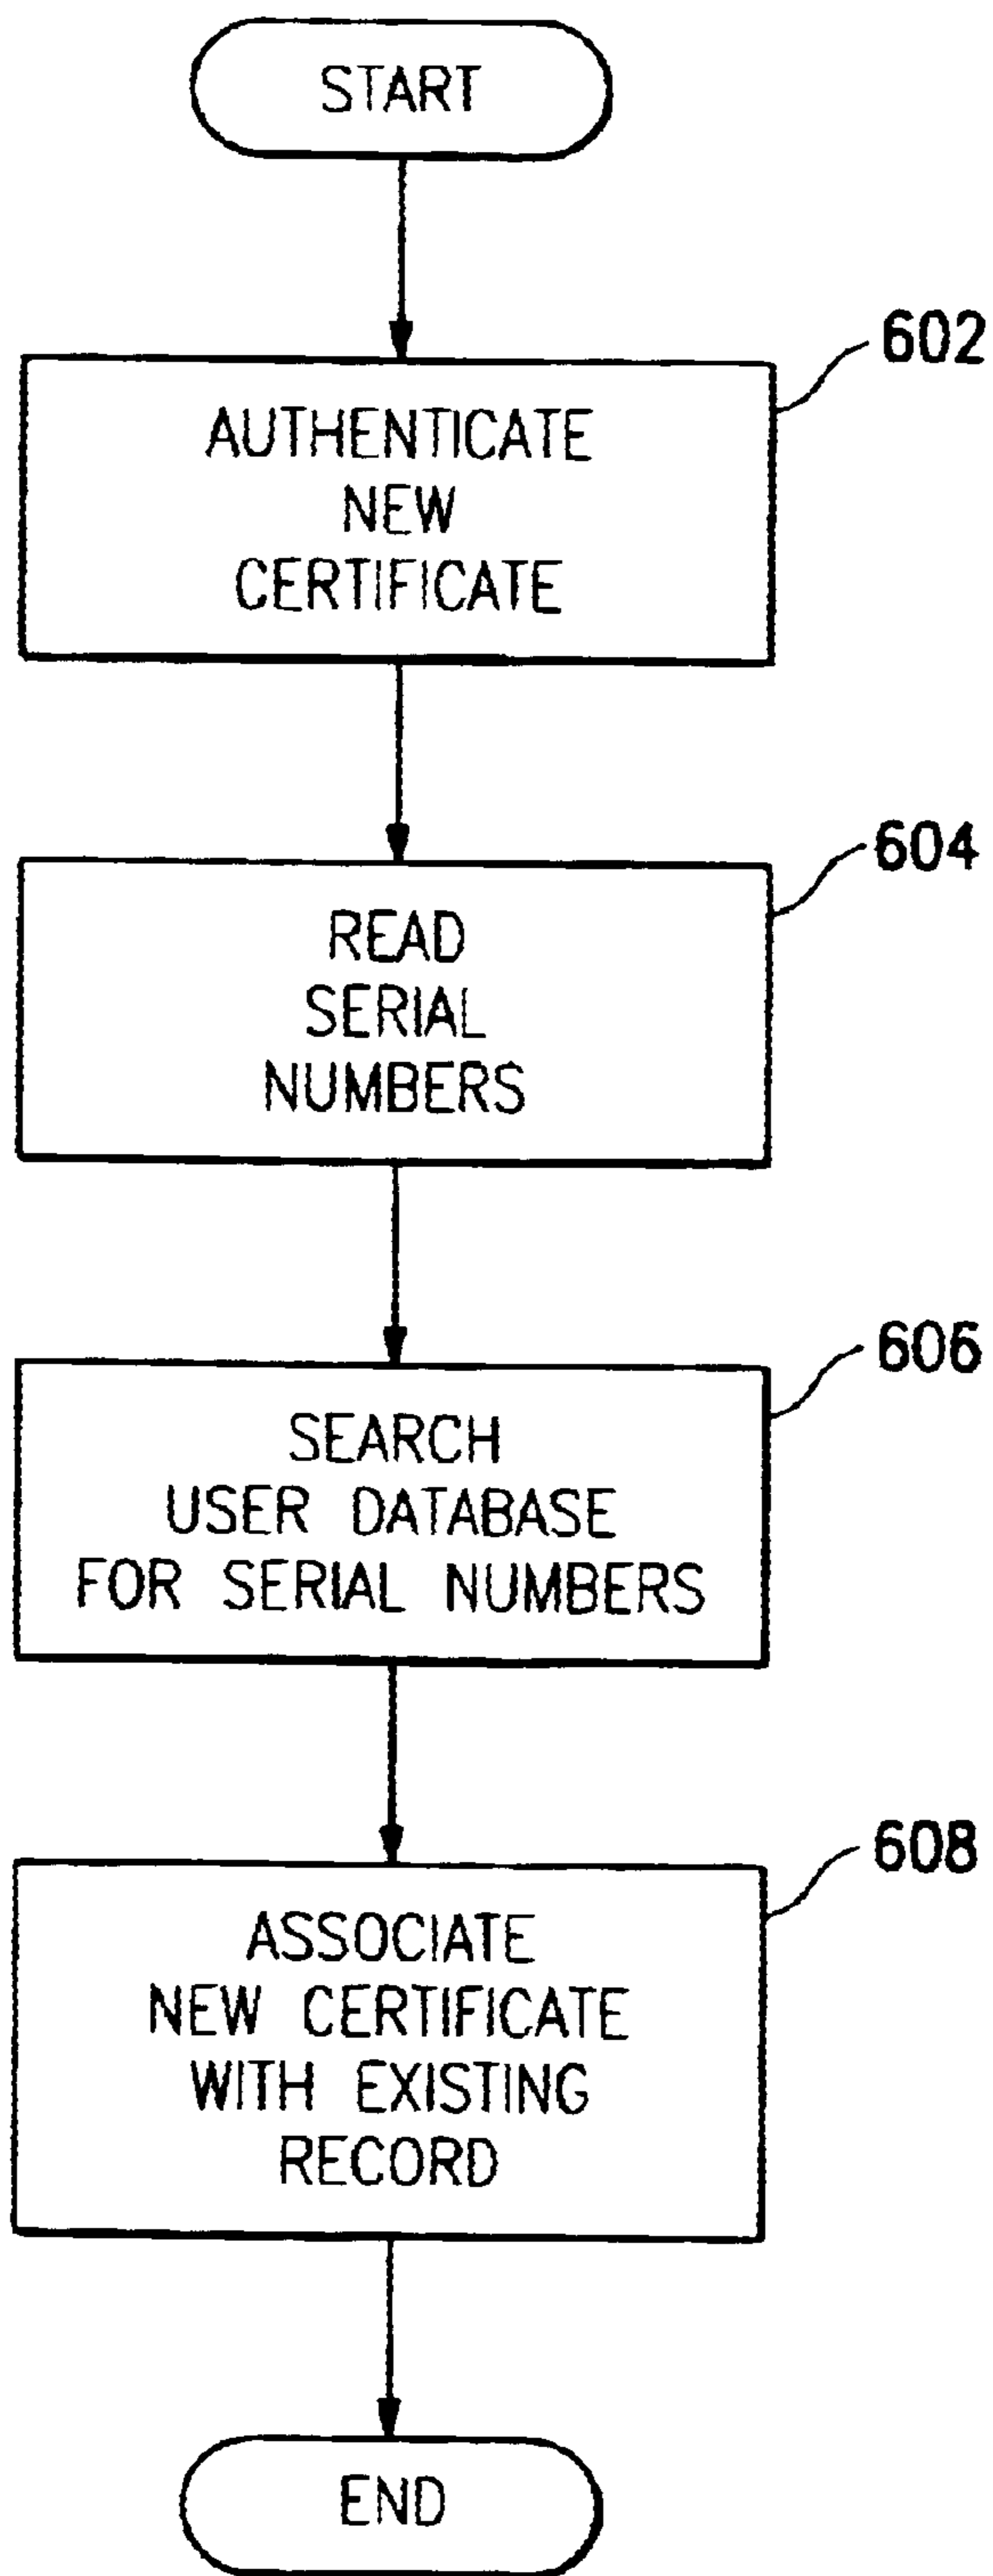 START
602
AUTHENTICATE
NEW
CERTIFICATE
604
READ
SERIAL
NUMBERS
606
SEARCH
USER DATABASE
FOR SERIAL NUMBERS
608
ASSOCIATE
NEW CERTIFICATE
WITH EXISTING
RECORD
END